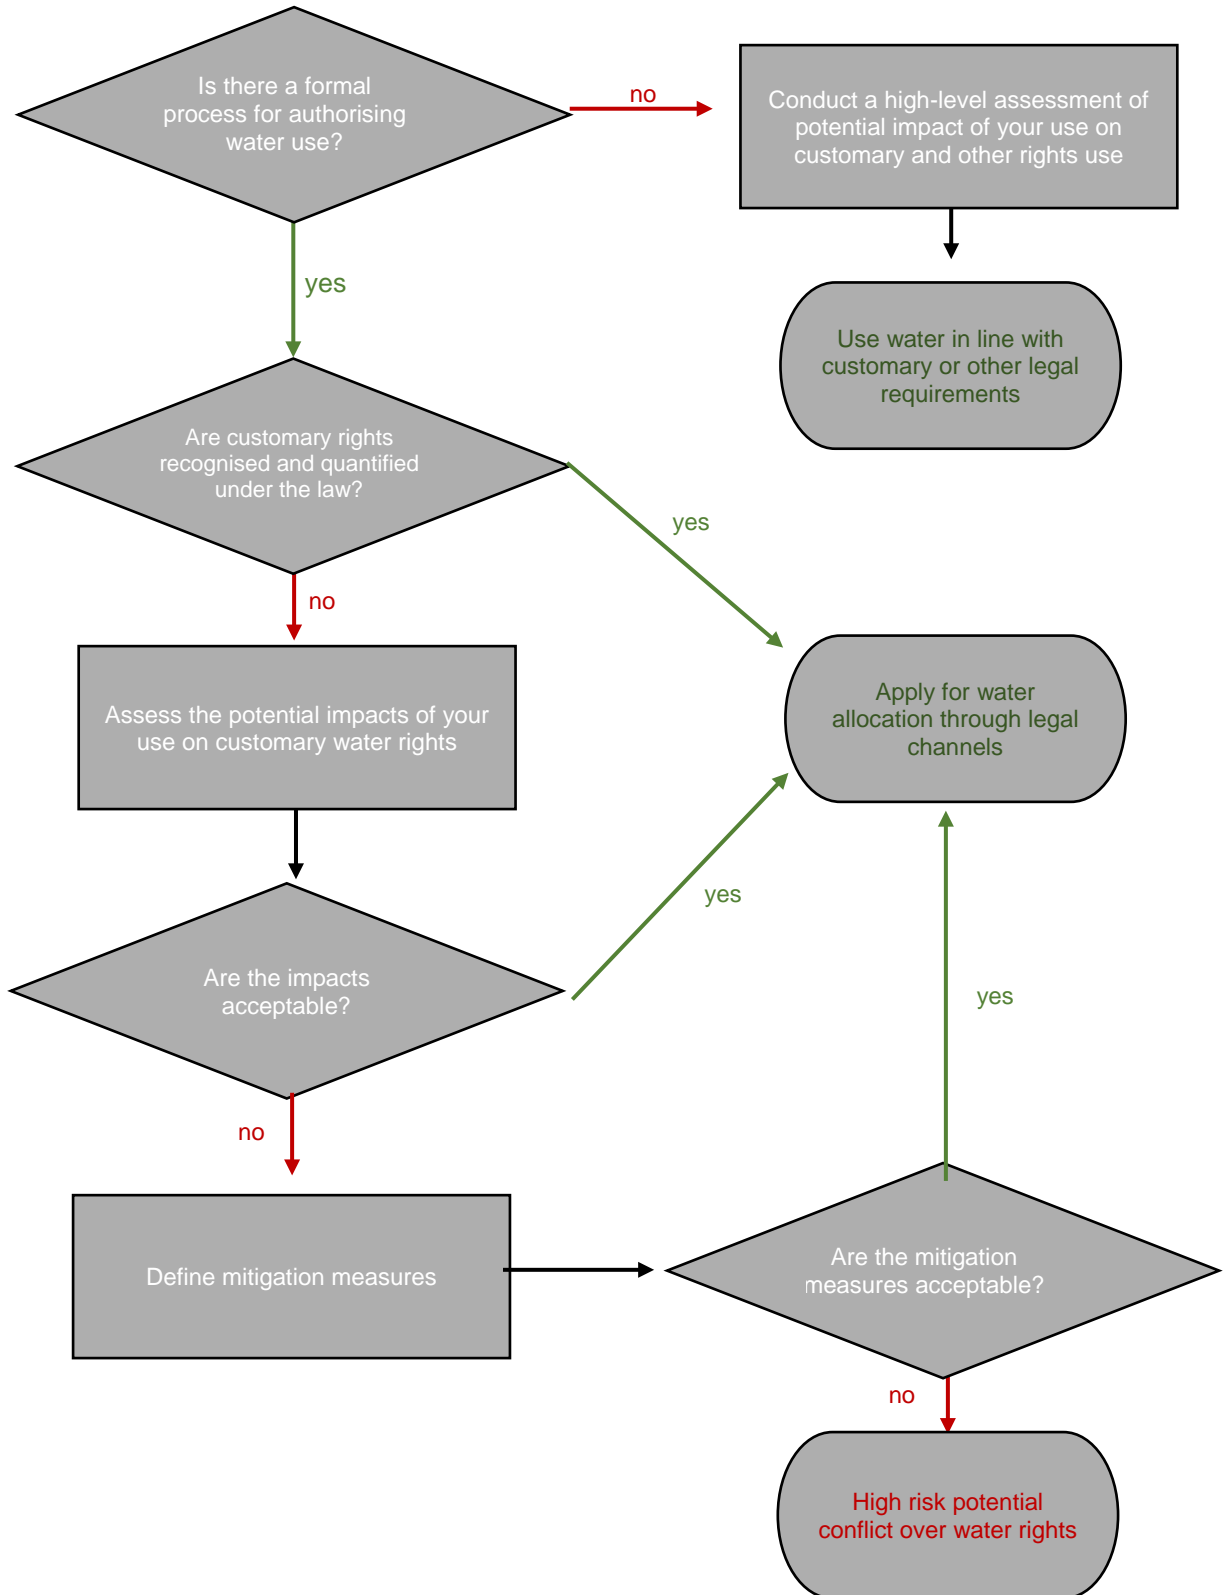 Is there a formal
process for authorising
water use?
no
Conduct a high-level assessment of
potential impact of your use on
customary and other rights use
yes
Use water in line with
customary or other legal
requirements
Are customary rights
recognised and quantified
under the law?
yes
no
Assess the potential impacts of your
use on customary water rights
Apply for water
allocation through legal
channels
yes
Are the impacts
acceptable?
yes
no
Define mitigation measures
Are the mitigation
measures acceptable?
no
High risk potential
conflict over water rights